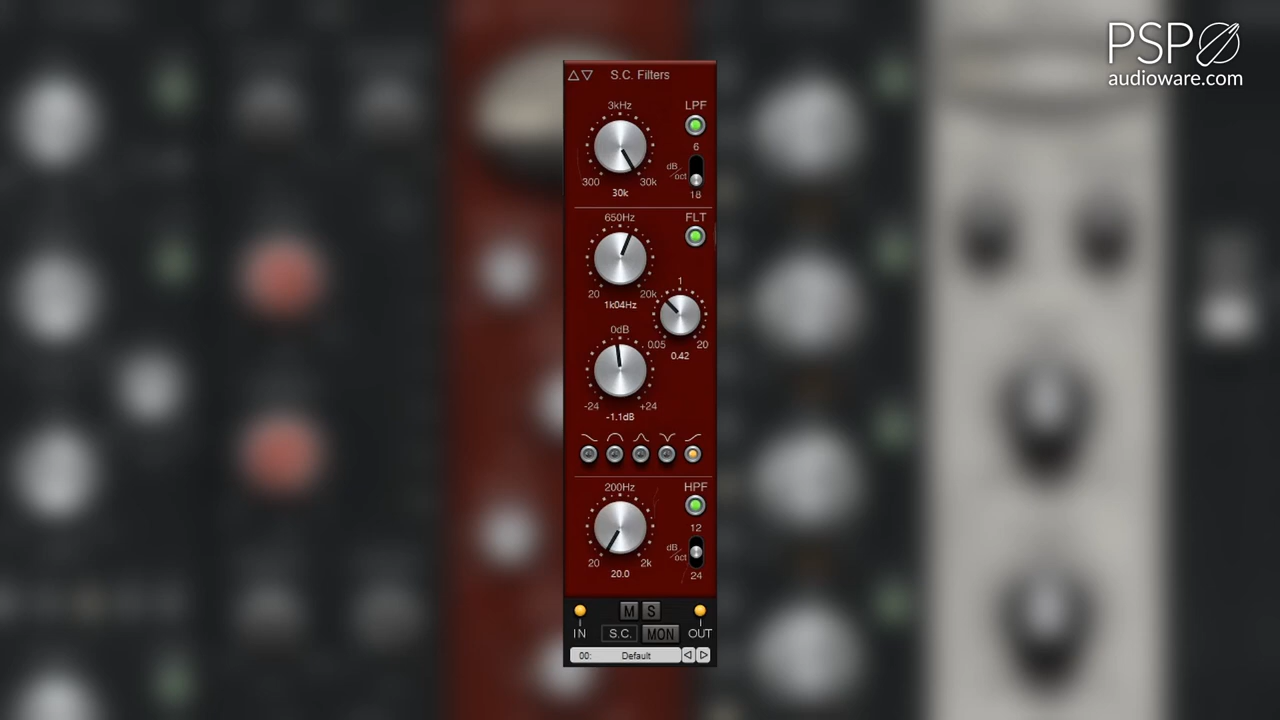 PSP
audioware.com
S.C. Filters
3kHz
LPF
6
dB/oct
300
30k
18
30k
650Hz
FLT
20
20k
1
1k04Hz
0dB
0.05
20
0.42
-24
+24
-1.1dB
200Hz
HPF
12
dB/oct
20
2k
24
20.0
M S
IN
S.C.
MON
OUT
00: Default